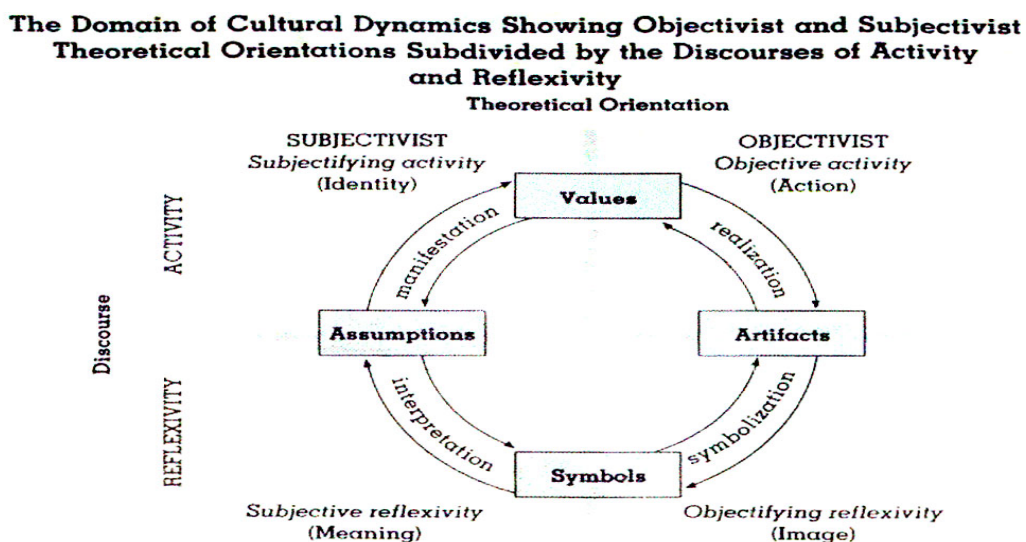 The Domain of Cultural Dynamics Showing Objectivist and Subjectivist
Theoretical Orientations Subdivided by the Discourses of Activity
and Reflexivity
Theoretical Orientation
SUBJECTIVIST
Subjectifying activity
(Identity)
OBJECTIVIST
Objective activity
(Action)
Values
manifestation
realization
ACTIVITY
Discourse
Assumptions
Artifacts
REFLEXIVITY
interpretation
symbolization
Symbols
Subjective reflexivity
(Meaning)
Objectifying reflexivity
(Image)